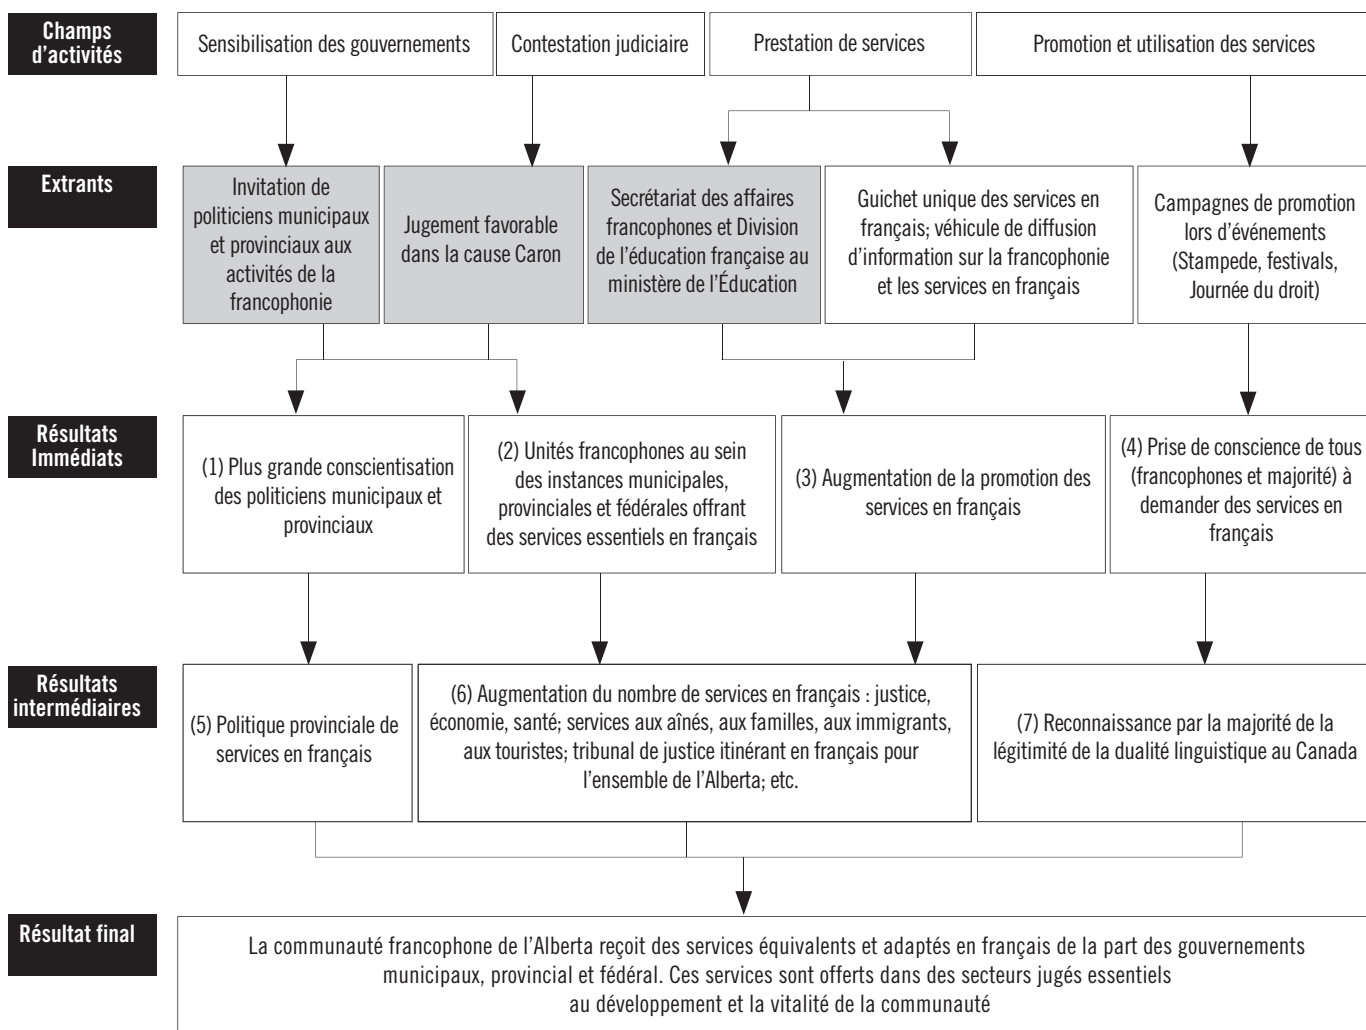 Champs
d'activités
Sensibilisation des gouvernements
Contestation judiciaire
Prestation de services
Promotion et utilisation des services
Extrants
Invitation de
politiciens municipaux
et provinciaux aux
activités de la
francophonie
Jugement favorable
dans la cause Caron
Secrétariat des affaires
francophones et Division
de l'éducation française au
ministère de l'Éducation
Guichet unique des services en
français; véhicule de diffusion
d'information sur la francophonie
et les services en français
Campagnes de promotion
lors d'événements
(Stampede, festivals,
Journée du droit)
Résultats
Immédiats
(1) Plus grande conscientisation
des politiciens municipaux et
provinciaux
(2) Unités francophones au sein
des instances municipales,
provinciales et fédérales offrant
des services essentiels en français
(3) Augmentation de la promotion des
services en français
(4) Prise de conscience de tous
(francophones et majorité) à
demander des services en
français
Résultats
intermédiaires
(5) Politique provinciale de
services en français
(6) Augmentation du nombre de services en français : justice,
économie, santé; services aux aînés, aux familles, aux immigrants,
aux touristes; tribunal de justice itinérant en français pour
l'ensemble de l'Alberta; etc.
(7) Reconnaissance par la majorité de la
légitimité de la dualité linguistique au Canada
Résultat final
La communauté francophone de l'Alberta reçoit des services équivalents et adaptés en français de la part des gouvernements
municipaux, provincial et fédéral. Ces services sont offerts dans des secteurs jugés essentiels
au développement et la vitalité de la communauté